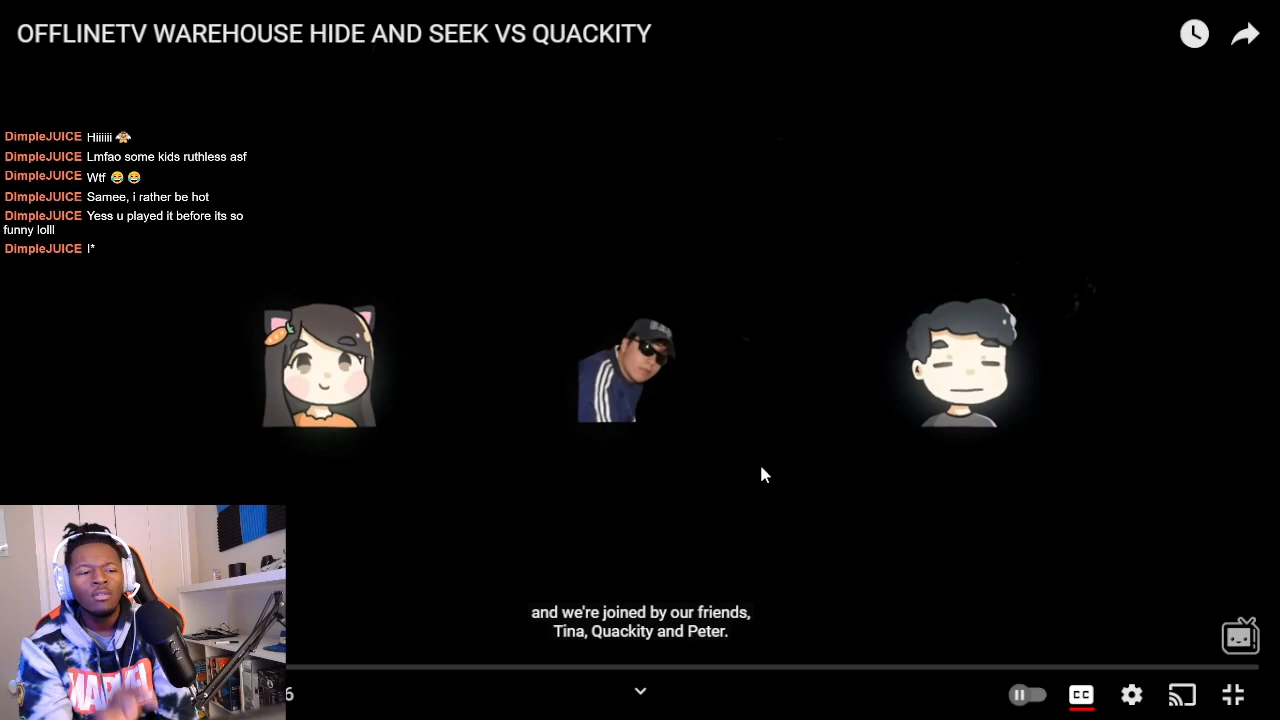 OFFLINETV WAREHOUSE HIDE AND SEEK VS QUACKITY
DimpleJUICE Hiiiiii
DimpleJUICE Lmfao some kids ruthless asf
DimpleJUICE Wtf 😂 😂
DimpleJUICE Samee, i rather be hot
DimpleJUICE Yess u played it before its so
funny lolll
DimpleJUICE I*
and we're joined by our friends,
Tina, Quackity and Peter.
MARVEL
6
CC